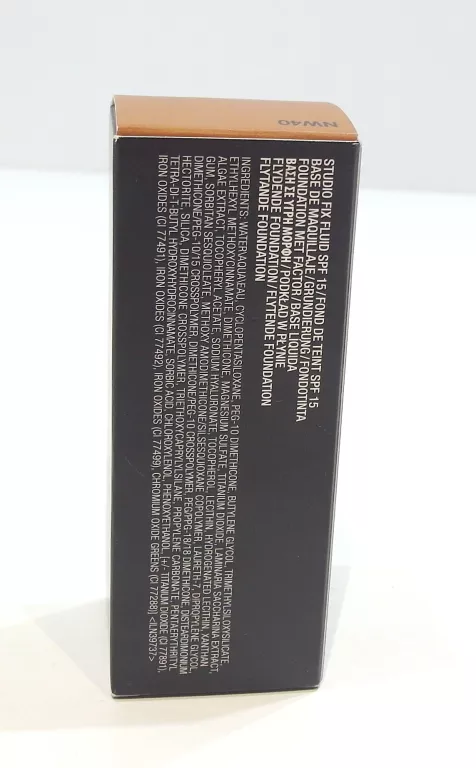 NW40
STUDIO FIX FLUID SPF 15/FOND DE TEINT SPF 15
BASE DE MAQUILLAJE/GRUNDIERUNG/FONDOTINTA
FOUNDATION MET FACTOR/BASE LÍQUIDA
ΒΑΣΗ ΣΕ ΥΓΡΗ ΜΟΡΦΗ/PODKŁAD W PŁYNIE
FLYDENDE FOUNDATION/FLYTENDE FOUNDATION
FLYTANDE FOUNDATION
INGREDIENTS: WATER\AQUA\EAU, CYCLOPENTASILOXANE, PEG-10 DIMETHICONE, BUTYLENE GLYCOL, TRIMETHYLSILOXYSILICATE,
ETHYLHEXYL METHOXYCINNAMATE, DIMETHICONE, MAGNESIUM SULFATE, TITANIUM DIOXIDE, LAMINARIA SACCHARINA EXTRACT,
ALGAE EXTRACT, TOCOPHERYL ACETATE, SODIUM HYALURONATE, TOCOPHEROL, LECITHIN, HYDROGENATED LECITHIN, XANTHAN
GUM, SORBITAN SESQUIOLEATE, METHOXY AMODIMETHICONE/SILSESQUIOXANE COPOLYMER, LAURETH-7, DIPROPYLENE GLYCOL,
DIMETHICONE/PEG-10/15 CROSSPOLYMER, DIMETHICONE/PEG-10 CROSSPOLYMER, PEG/PPG-18/18 DIMETHICONE, DISTEARDIMONIUM
HECTORITE, SILICA, DIMETHICONE CROSSPOLYMER, TRIETHOXYCAPRYLYLSILANE, PROPYLENE CARBONATE, PENTAERYTHRITYL
TETRA-DI-T-BUTYL HYDROXYHYDROCINNAMATE, SORBIC ACID, CHLOROXYLENOL, PHENOXYETHANOL, [+/- TITANIUM DIOXIDE (CI 77891),
IRON OXIDES (CI 77491), IRON OXIDES (CI 77492), IRON OXIDES (CI 77499), CHROMIUM OXIDE GREENS (CI 77288)] <ILN39737>